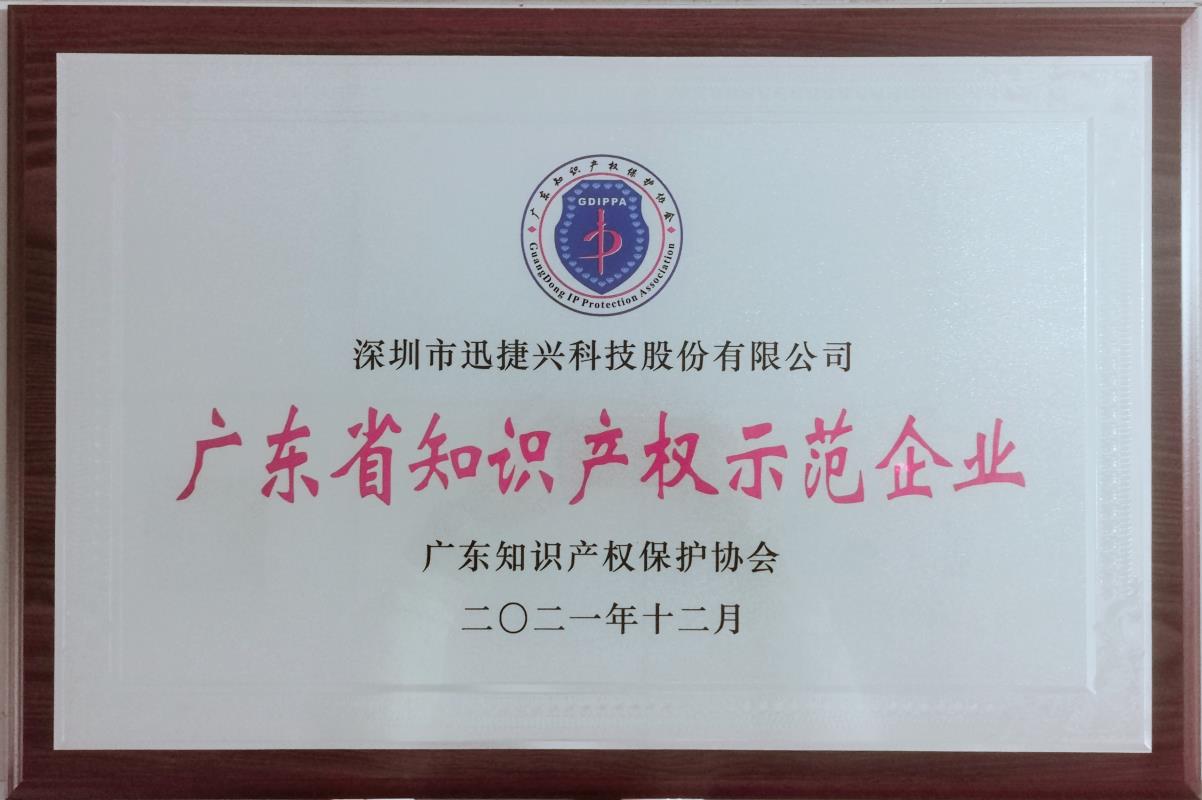 广东知识产权保护协会
GDIPPA
GuangDong IP Protection Association
深圳市迅捷兴科技股份有限公司
广东省知识产权示范企业
广东知识产权保护协会
二〇二一年十二月